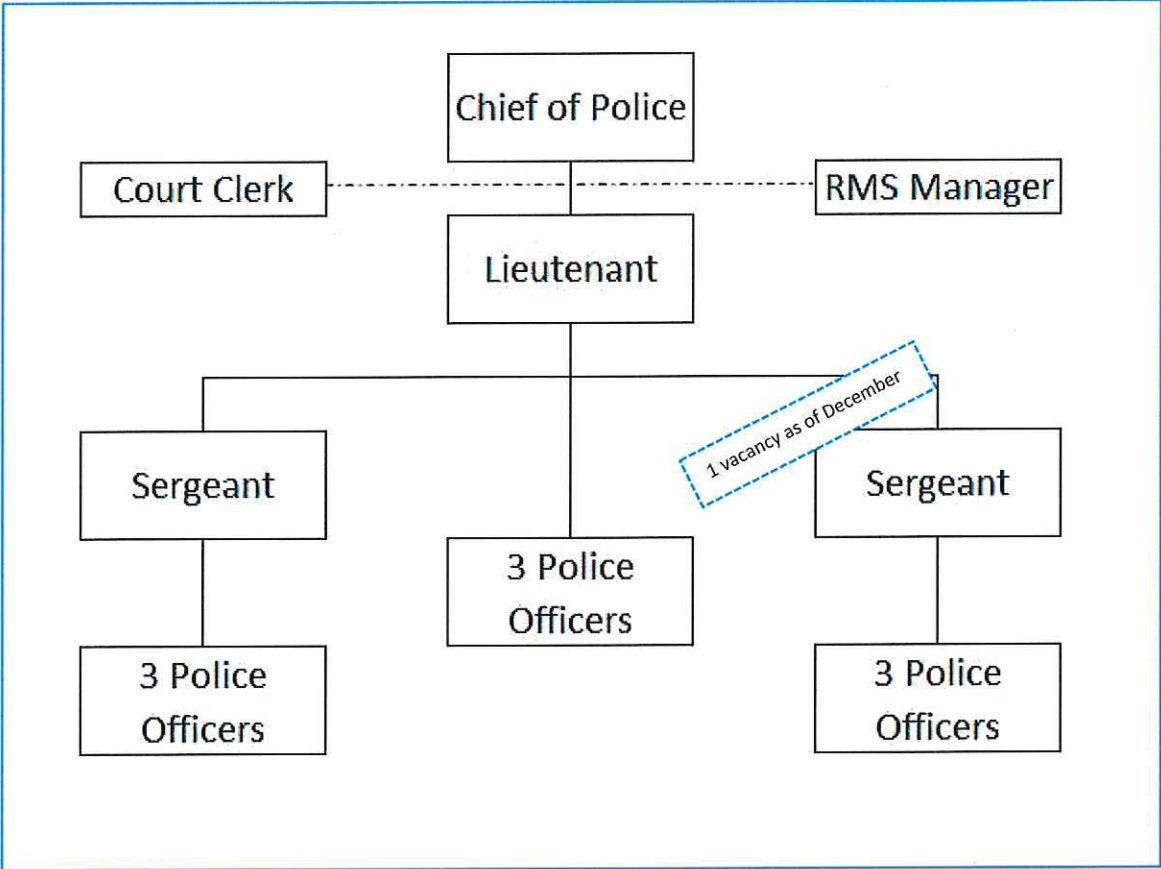 Chief of Police
Court Clerk
RMS Manager
Lieutenant
1 vacancy as of December
Sergeant
Sergeant
3 Police
Officers
3 Police
Officers
3 Police
Officers